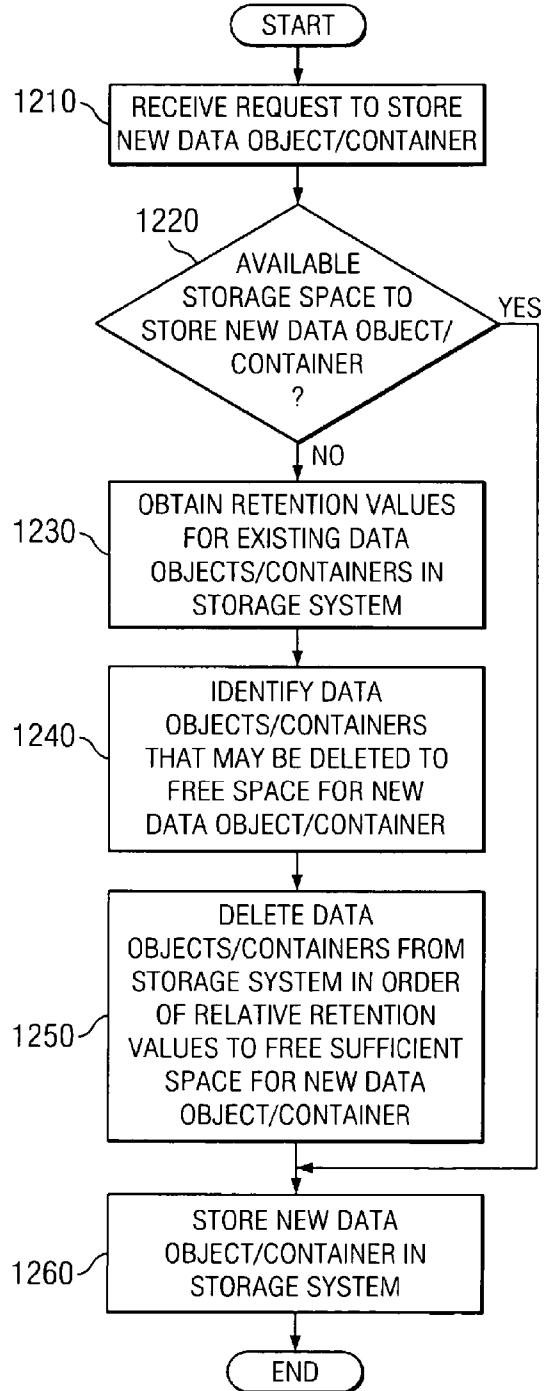 START
1210
RECEIVE REQUEST TO STORE
NEW DATA OBJECT/CONTAINER
1220
AVAILABLE
STORAGE SPACE TO
STORE NEW DATA OBJECT/
CONTAINER
?
YES
NO
1230
OBTAIN RETENTION VALUES
FOR EXISTING DATA
OBJECTS/CONTAINERS IN
STORAGE SYSTEM
1240
IDENTIFY DATA
OBJECTS/CONTAINERS
THAT MAY BE DELETED TO
FREE SPACE FOR NEW
DATA OBJECT/CONTAINER
1250
DELETE DATA
OBJECTS/CONTAINERS FROM
STORAGE SYSTEM IN ORDER
OF RELATIVE RETENTION
VALUES TO FREE SUFFICIENT
SPACE FOR NEW DATA
OBJECT/CONTAINER
1260
STORE NEW DATA
OBJECT/CONTAINER IN
STORAGE SYSTEM
END